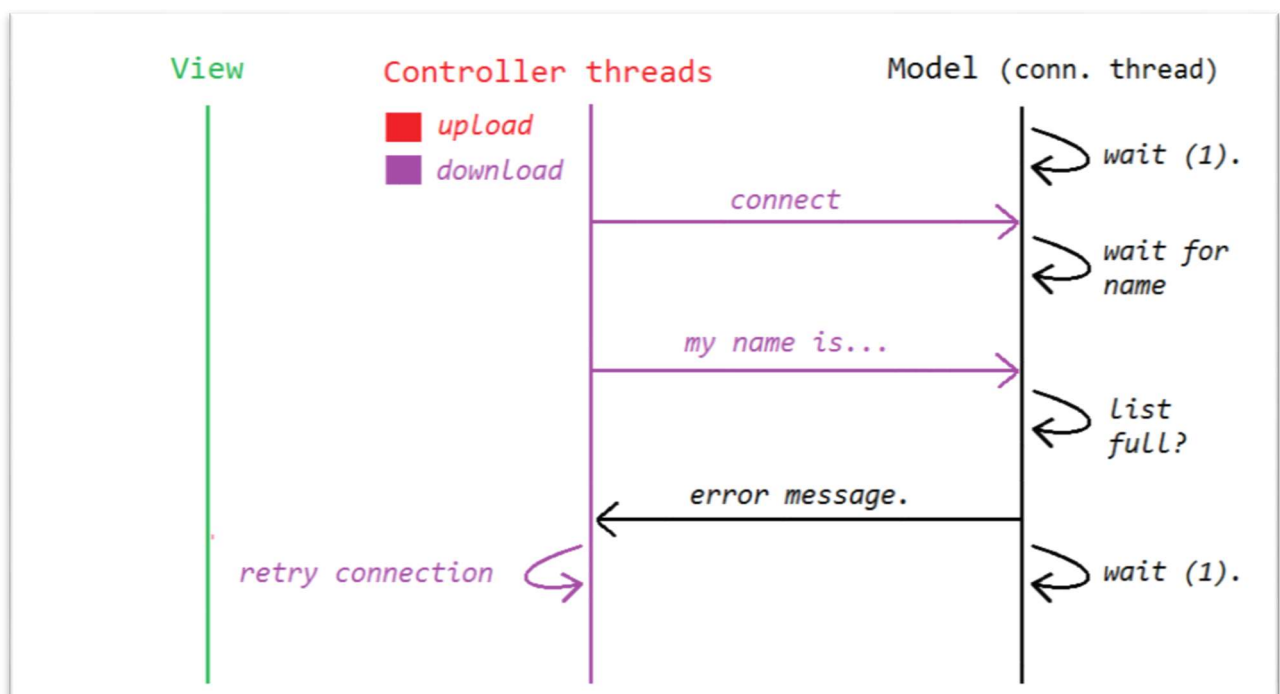 View
Controller threads
Model (conn. thread)
upload
download
wait (1).
connect
wait for
name
my name is...
list
full?
error message.
retry connection
wait (1).